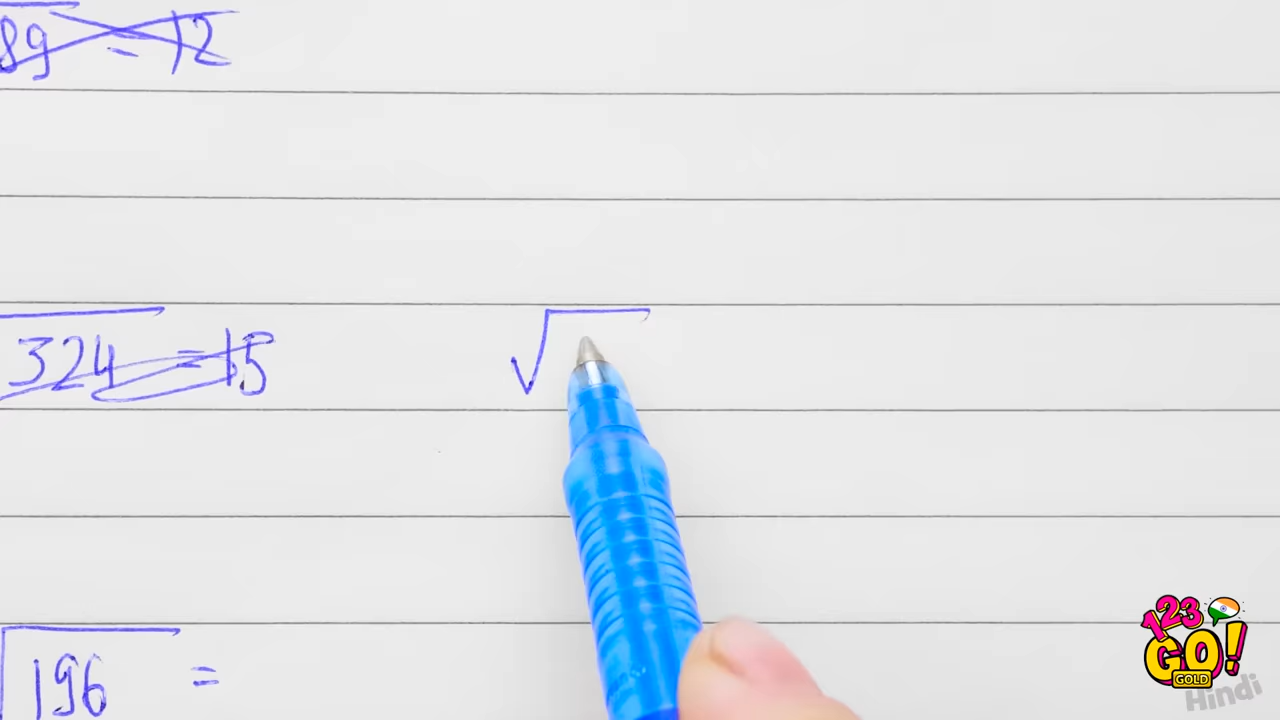 89 = 12
√324 = 15 √
√196 =
123
GO!
GOLD
Hindi